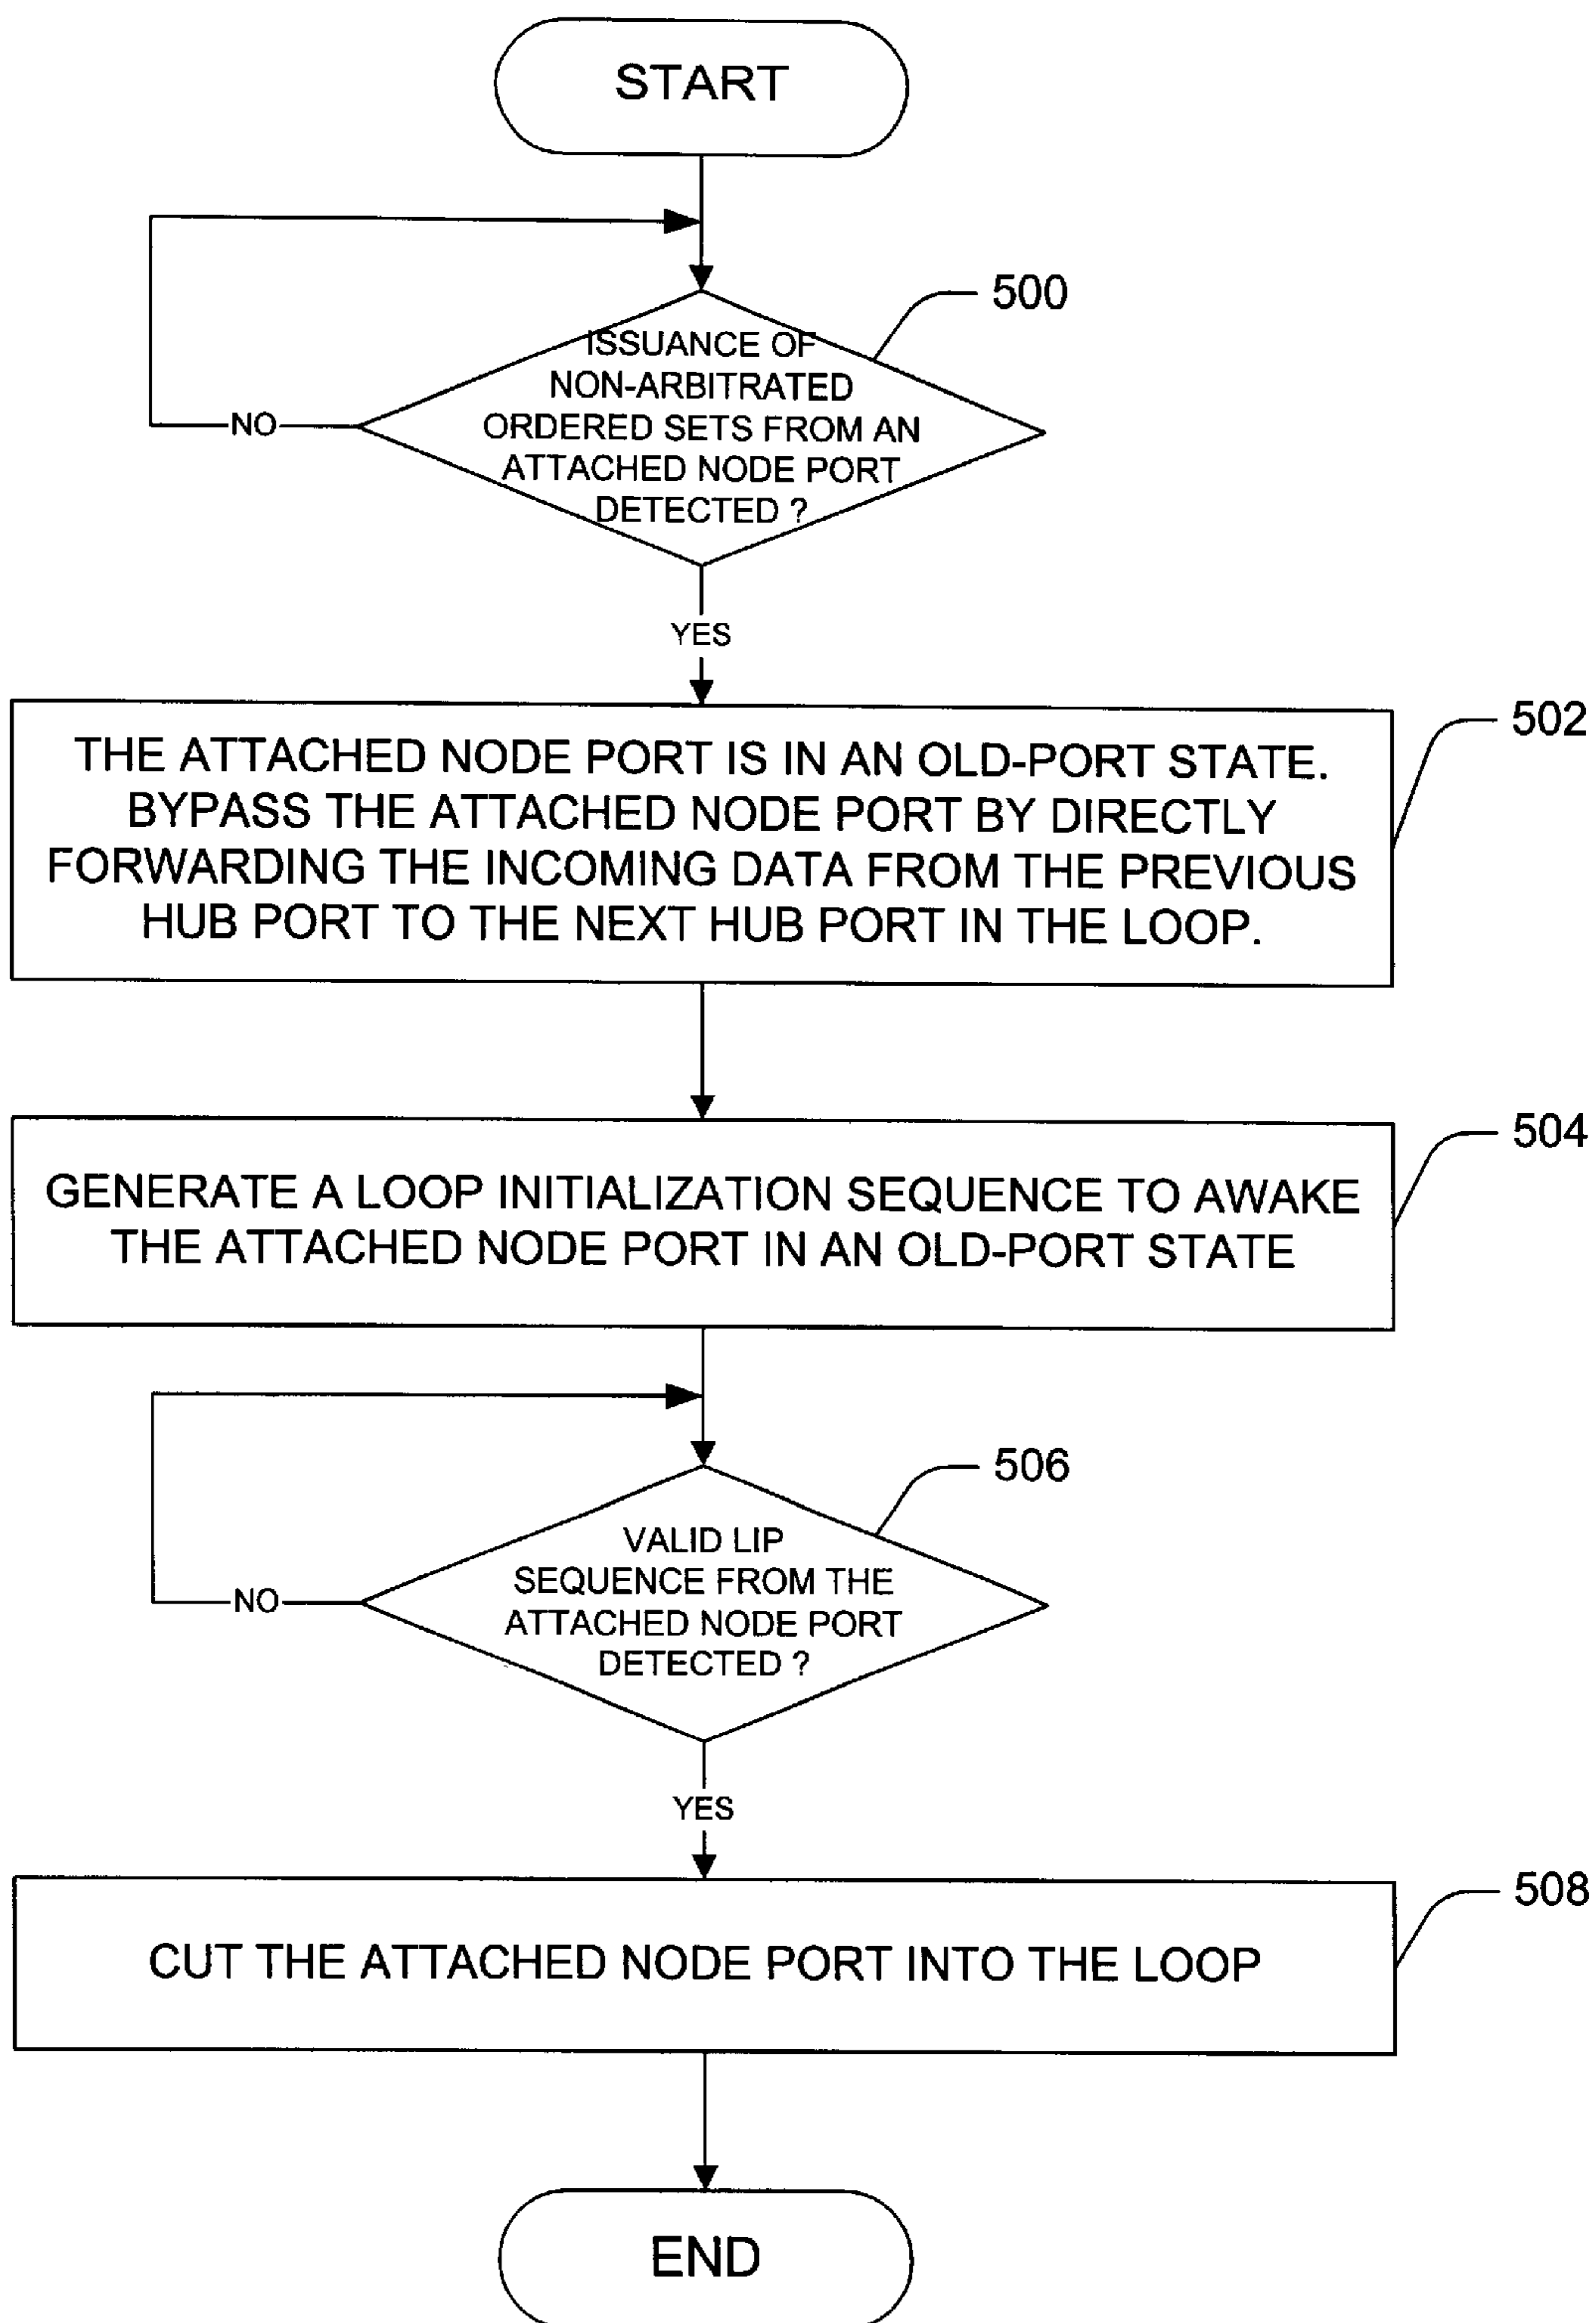 START
500
ISSUANCE OF
NON-ARBITRATED
ORDERED SETS FROM AN
ATTACHED NODE PORT
DETECTED ?
NO
YES
502
THE ATTACHED NODE PORT IS IN AN OLD-PORT STATE.
BYPASS THE ATTACHED NODE PORT BY DIRECTLY
FORWARDING THE INCOMING DATA FROM THE PREVIOUS
HUB PORT TO THE NEXT HUB PORT IN THE LOOP.
504
GENERATE A LOOP INITIALIZATION SEQUENCE TO AWAKE
THE ATTACHED NODE PORT IN AN OLD-PORT STATE
506
VALID LIP
SEQUENCE FROM THE
ATTACHED NODE PORT
DETECTED ?
NO
YES
508
CUT THE ATTACHED NODE PORT INTO THE LOOP
END